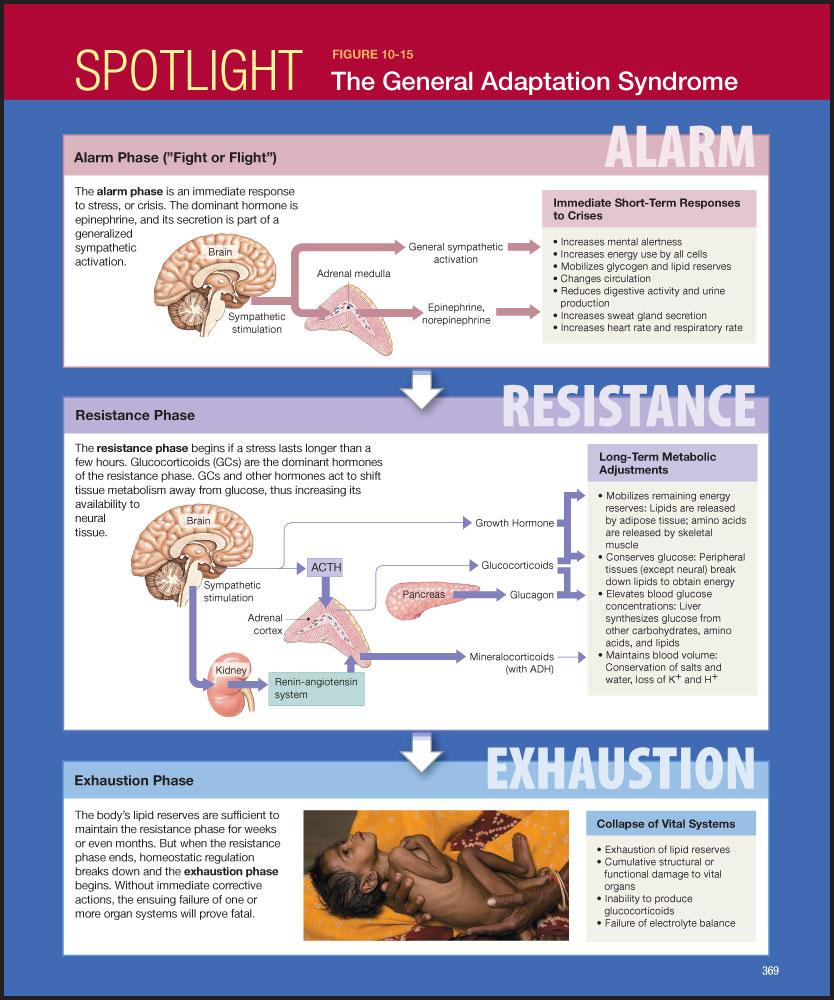 SPOTLIGHT
FIGURE 10-15
The General Adaptation Syndrome
ALARM
Alarm Phase ("Fight or Flight")
The alarm phase is an immediate response
to stress, or crisis. The dominant hormone is
epinephrine, and its secretion is part of a
generalized
sympathetic
activation.
Brain
Sympathetic
stimulation
Adrenal medulla
General sympathetic
activation
Epinephrine,
norepinephrine
Immediate Short-Term Responses
to Crises
• Increases mental alertness
• Increases energy use by all cells
• Mobilizes glycogen and lipid reserves
• Changes circulation
• Reduces digestive activity and urine
production
• Increases sweat gland secretion
• Increases heart rate and respiratory rate
RESISTANCE
Resistance Phase
The resistance phase begins if a stress lasts longer than a
few hours. Glucocorticoids (GCs) are the dominant hormones
of the resistance phase. GCs and other hormones act to shift
tissue metabolism away from glucose, thus increasing its
availability to
neural
tissue.
Brain
Sympathetic
stimulation
ACTH
Adrenal
cortex
Kidney
Renin-angiotensin
system
Pancreas
Growth Hormone
Glucocorticoids
Glucagon
Mineralocorticoids
(with ADH)
Long-Term Metabolic
Adjustments
• Mobilizes remaining energy
reserves: Lipids are released
by adipose tissue; amino acids
are released by skeletal
muscle
• Conserves glucose: Peripheral
tissues (except neural) break
down lipids to obtain energy
• Elevates blood glucose
concentrations: Liver
synthesizes glucose from
other carbohydrates, amino
acids, and lipids
• Maintains blood volume:
Conservation of salts and
water, loss of K⁺ and H⁺
EXHAUSTION
Exhaustion Phase
The body's lipid reserves are sufficient to
maintain the resistance phase for weeks
or even months. But when the resistance
phase ends, homeostatic regulation
breaks down and the exhaustion phase
begins. Without immediate corrective
actions, the ensuing failure of one or
more organ systems will prove fatal.
Collapse of Vital Systems
• Exhaustion of lipid reserves
• Cumulative structural or
functional damage to vital
organs
• Inability to produce
glucocorticoids
• Failure of electrolyte balance
369